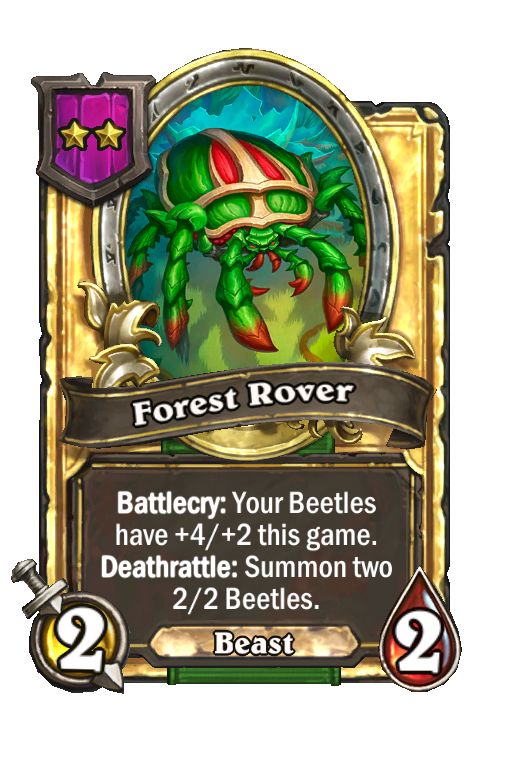 Forest Rover
Battlecry: Your Beetles
have +4/+2 this game.
Deathrattle: Summon two
2/2 Beetles.
2
Beast
2